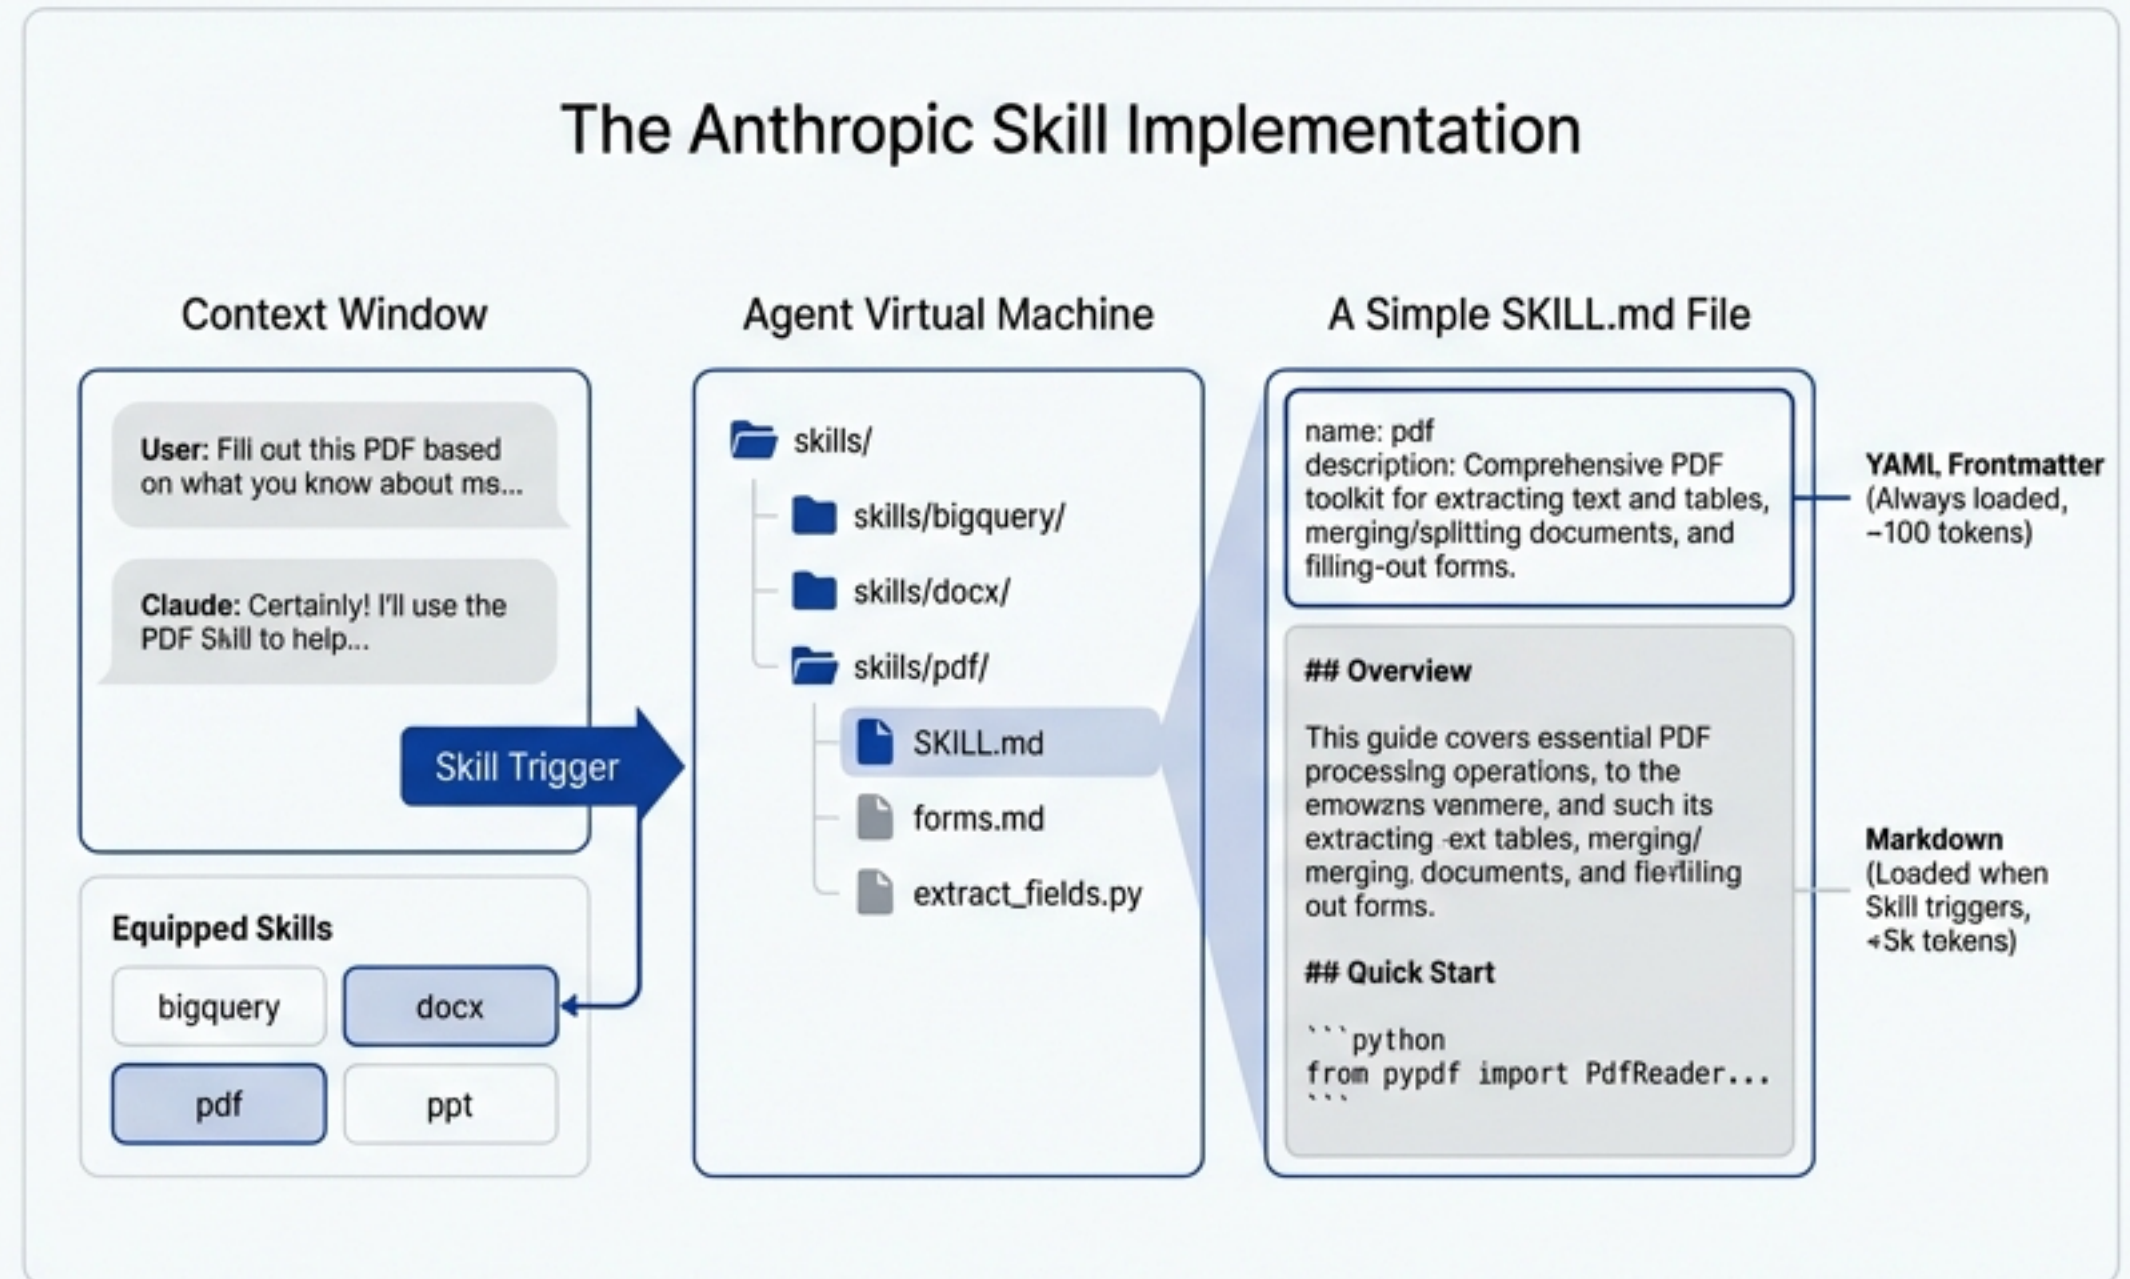 The Anthropic Skill Implementation
Context Window
User: Fili out this PDF based
on what you know about ms...
Claude: Certainly! I'll use the
PDF Skill to help...
Skill Trigger
Equipped Skills
bigquery
docx
pdf
ppt
Agent Virtual Machine
skills/
skills/bigquery/
skills/docx/
skills/pdf/
SKILL.md
forms.md
extract_fields.py
A Simple SKILL.md File
name: pdf
description: Comprehensive PDF
toolkit for extracting text and tables,
merging/splitting documents, and
filling-out forms.
## Overview
This guide covers essential PDF
processing operations, to the
emowzns venmere, and such its
extracting -ext tables, merging/
merging, documents, and
out forms.
## Quick Start
```python
from pypdf import PdfReader...
```
YAML, Frontmatter
(Always loaded,
~100 tokens)
Markdown
(Loaded when
Skill triggers,
tokens)